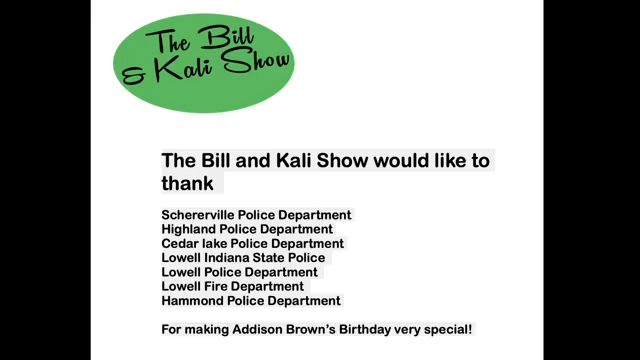 The Bill
& Kali Show
The Bill and Kali Show would like to
thank
Schererville Police Department
Highland Police Department
Cedar lake Police Department
Lowell Indiana State Police
Lowell Police Department
Lowell Fire Department
Hammond Police Department
For making Addison Brown's Birthday very special!